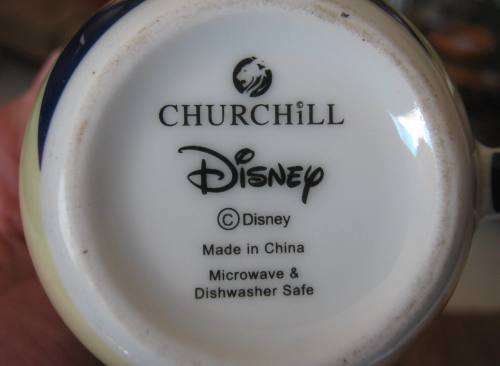 CHURCHiLL
Disney
© Disney
Made in China
Microwave &
Dishwasher Safe